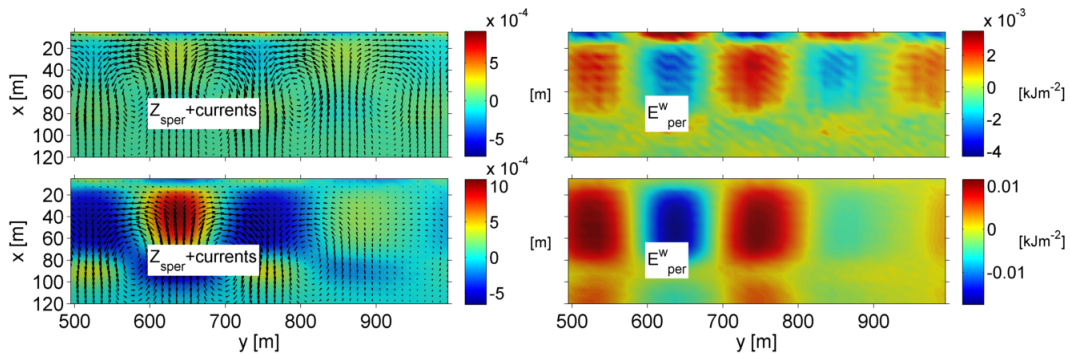 x 10⁻⁴
x 10⁻³
x [m]
20
40
60
80
100
120
Z_sper+currents
5
0
-5
[m]
E^w_per
2
0
-2
-4
[kJm⁻²]
x 10⁻⁴
x [m]
20
40
60
80
100
120
Z_sper+currents
10
5
0
-5
[m]
E^w_per
0.01
0
-0.01
[kJm⁻²]
500 600 700 800 900
y [m]
500 600 700 800 900
y [m]